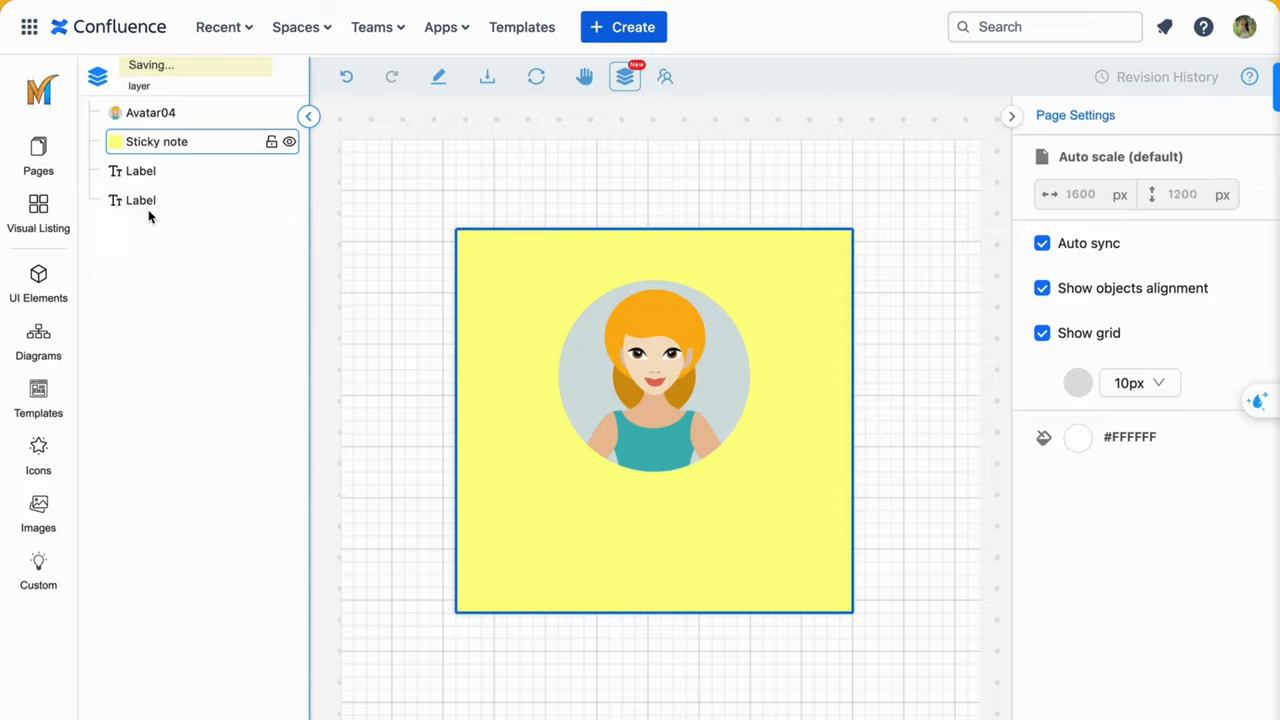 Confluence
Recent
Spaces
Teams
Apps
Templates
+ Create
Search
Saving...
layer
New
Revision History
Avatar04
Page Settings
Sticky note
Auto scale (default)
Tт Label
Pages
1600 px
1200 px
Tт Label
Visual Listing
Auto sync
UI Elements
Show objects alignment
Diagrams
Show grid
10px
Templates
#FFFFFF
Icons
Images
Custom